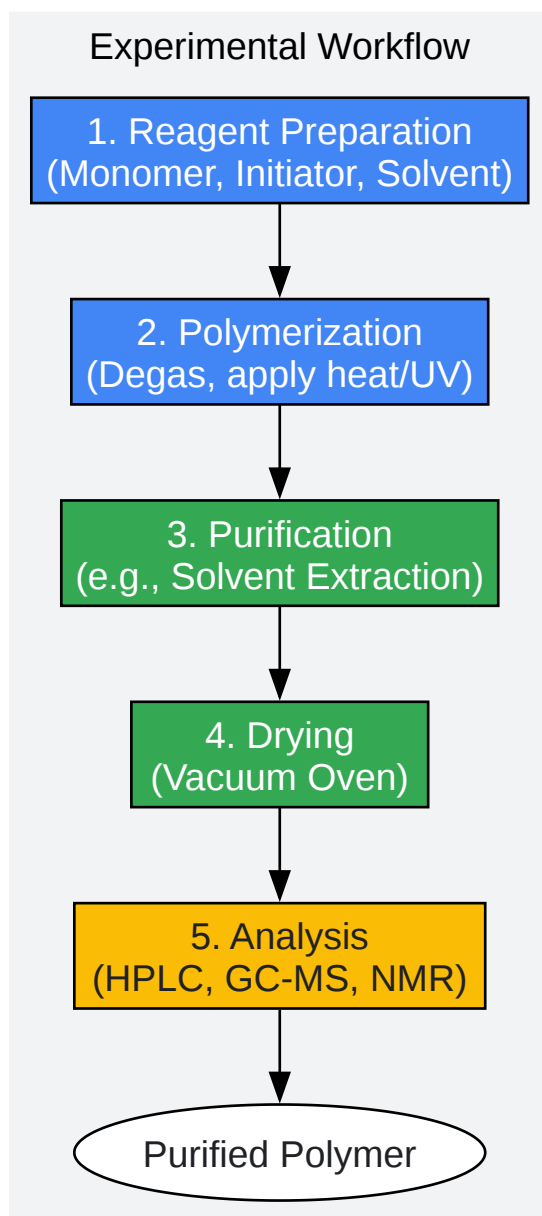 Experimental Workflow
1. Reagent Preparation
(Monomer, Initiator, Solvent)
2. Polymerization
(Degas, apply heat/UV)
3. Purification
(e.g., Solvent Extraction)
4. Drying
(Vacuum Oven)
5. Analysis
(HPLC, GC-MS, NMR)
Purified Polymer